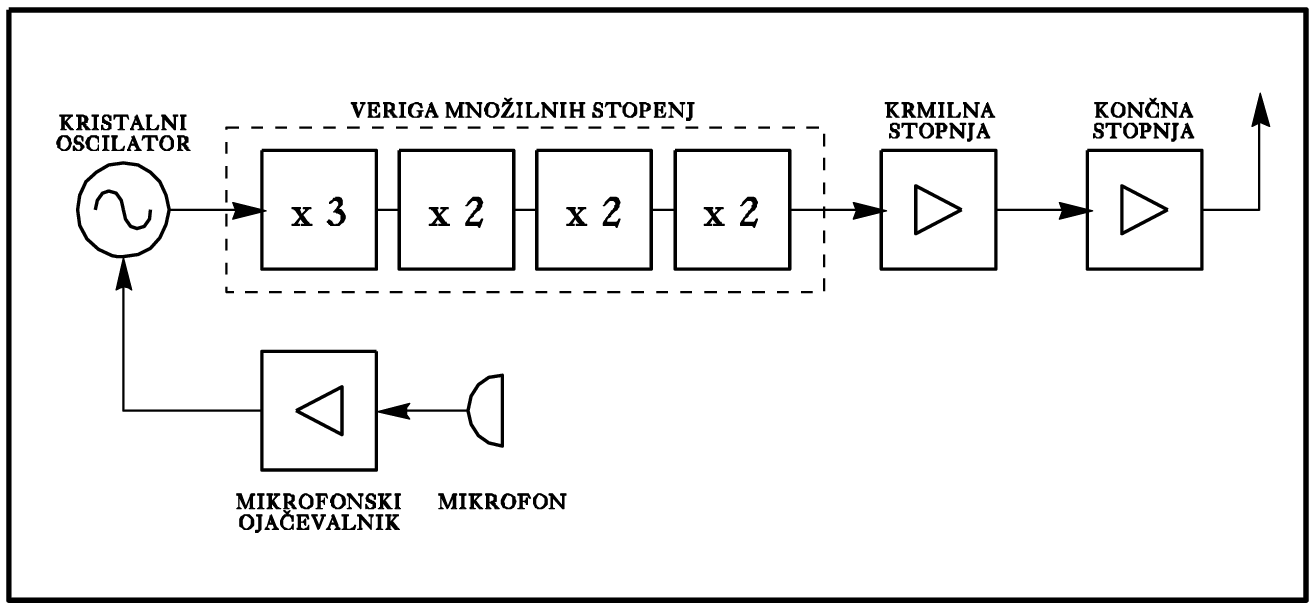 VERIGA MNOŽILNIH STOPENJ
KRISTALNI
OSCILATOR
KRMILNA
STOPNJA
KONČNA
STOPNJA
x 3
x 2
x 2
x 2
MIKROFONSKI
OJAČEVALNIK
MIKROFON